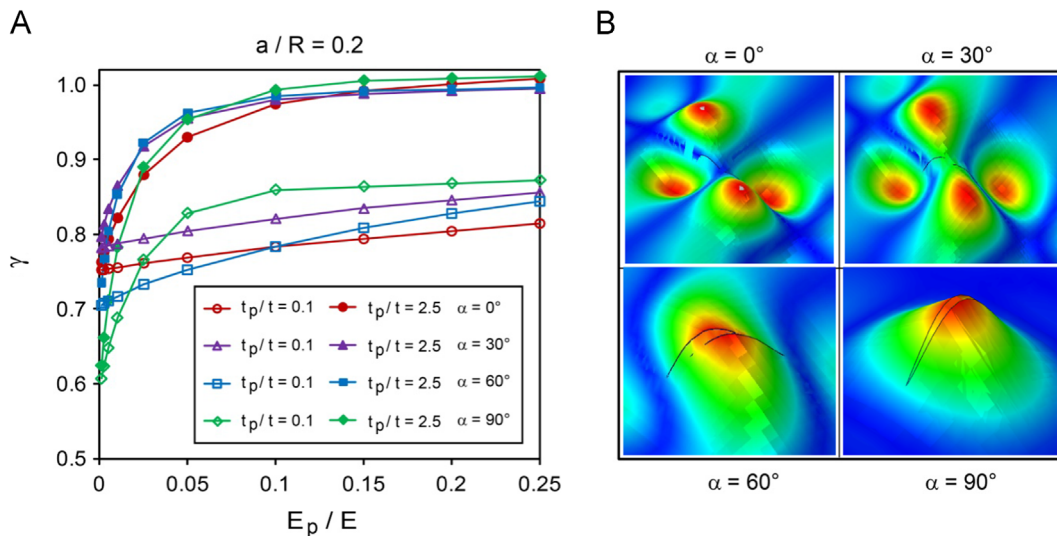 A
a / R = 0.2
γ
1.0
0.9
0.8
0.7
0.6
0.5
0
0.05
0.1
0.15
0.2
0.25
E_p / E
t_p / t = 0.1 t_p / t = 2.5 α = 0°
t_p / t = 0.1 t_p / t = 2.5 α = 30°
t_p / t = 0.1 t_p / t = 2.5 α = 60°
t_p / t = 0.1 t_p / t = 2.5 α = 90°
B
α = 0°
α = 30°
α = 60°
α = 90°